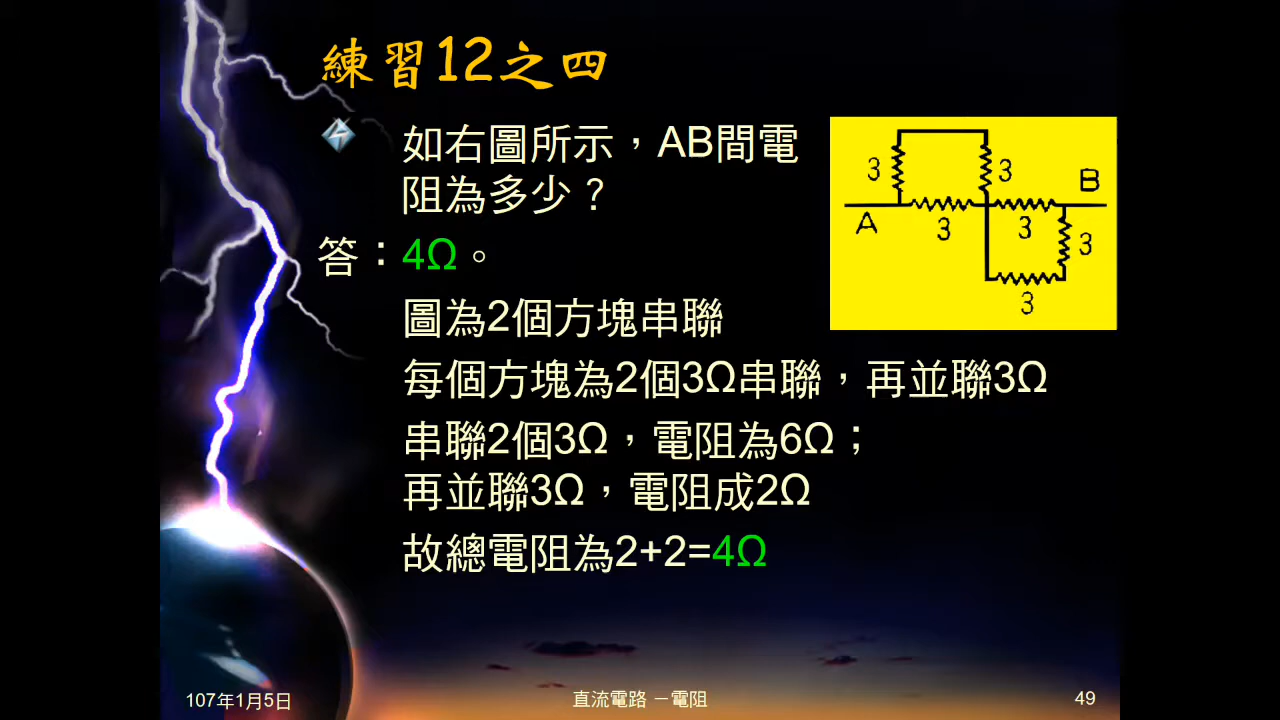 練習12之四
如右圖所示，AB間電
阻為多少？
答：4Ω。
圖為2個方塊串聯
每個方塊為2個3Ω串聯，再並聯3Ω
串聯2個3Ω，電阻為6Ω；
再並聯3Ω，電阻成2Ω
故總電阻為2+2=4Ω
3
3
B
A
3
3
3
3
107年1月5日
直流電路 －電阻
49